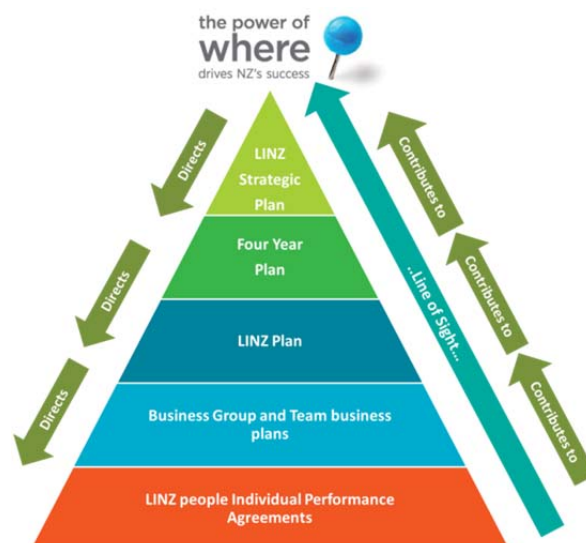 the power of
where
drives NZ's success
LINZ
Strategic
Plan
Four Year
Plan
LINZ Plan
Business Group and Team business
plans
LINZ people Individual Performance
Agreements
Directs
Directs
Directs
..Line of Sight...
Contributes to
Contributes to
Contributes to